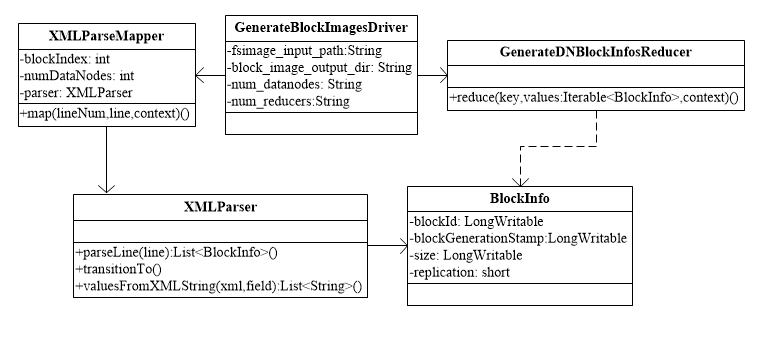 XMLParseMapper
-blockIndex: int
-numDataNodes: int
-parser: XMLParser
+map(lineNum,line,context)()
GenerateBlockImagesDriver
-fsimage_input_path:String
-block_image_output_dir: String
-num_datanodes: String
-num_reducers:String
GenerateDNBlockInfosReducer
+reduce(key,values:Iterable<BlockInfo>,context)()
XMLParser
+parseLine(line):List<BlockInfo>()
+transitionTo()
+valuesFromXMLString(xml,field):List<String>()
BlockInfo
-blockId: LongWritable
-blockGenerationStamp:LongWritable
-size: LongWritable
-replication: short